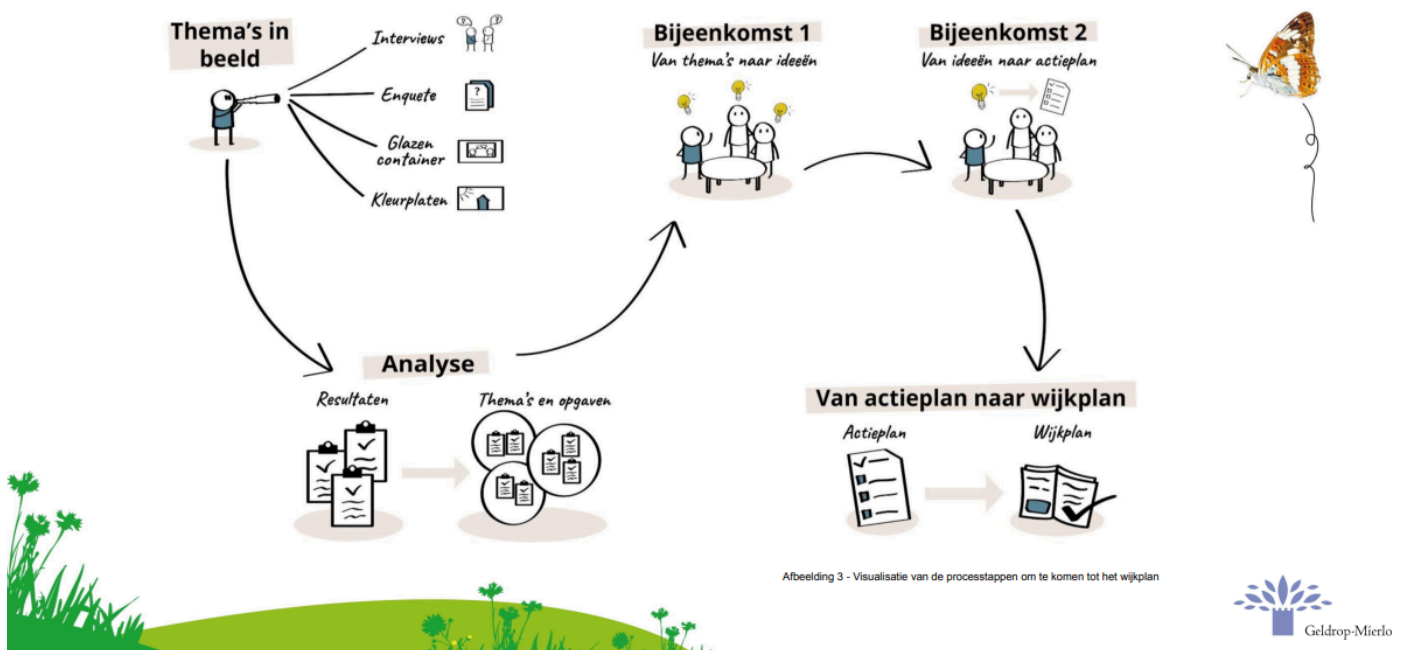 Thema's in
beeld
Interviews
Enquete
Glazen
container
Kleurplaten
Bijeenkomst 1
Van thema's naar ideeën
Bijeenkomst 2
Van ideeën naar actieplan
Analyse
Resultaten
Thema's en opgaven
Van actieplan naar wijkplan
Actieplan
Wijkplan
Afbeelding 3 - Visualisatie van de processtappen om te komen tot het wijkplan
Geldrop-Mierlo